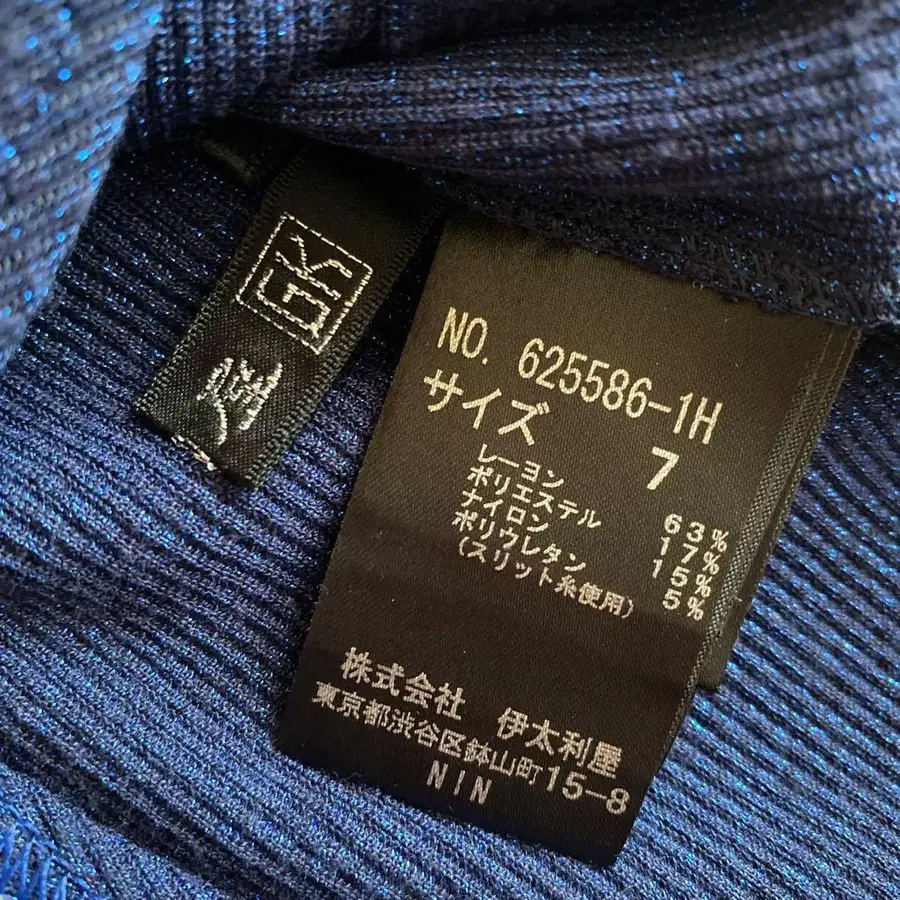 GK
NO. 625586-1H
サイズ 7
レーヨン 63%
ポリエステル 17%
ナイロン 15%
ポリウレタン 5%
(スリット糸使用)
株式会社 伊太利屋
東京都渋谷区鉢山町15-8
NIN